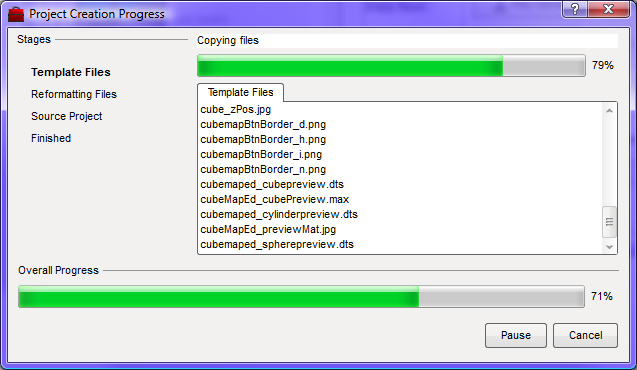 Project Creation Progress
Stages
Copying files
Template Files
79%
Reformatting Files
Source Project
Finished
Template Files
cube_zPos.jpg
cubemapBtnBorder_d.png
cubemapBtnBorder_h.png
cubemapBtnBorder_i.png
cubemapBtnBorder_n.png
cubemaped_cubepreview.dts
cubeMapEd_cubePreview.max
cubemaped_cylinderpreview.dts
cubeMapEd_previewMat.jpg
cubemaped_spherepreview.dts
Overall Progress
71%
Pause
Cancel